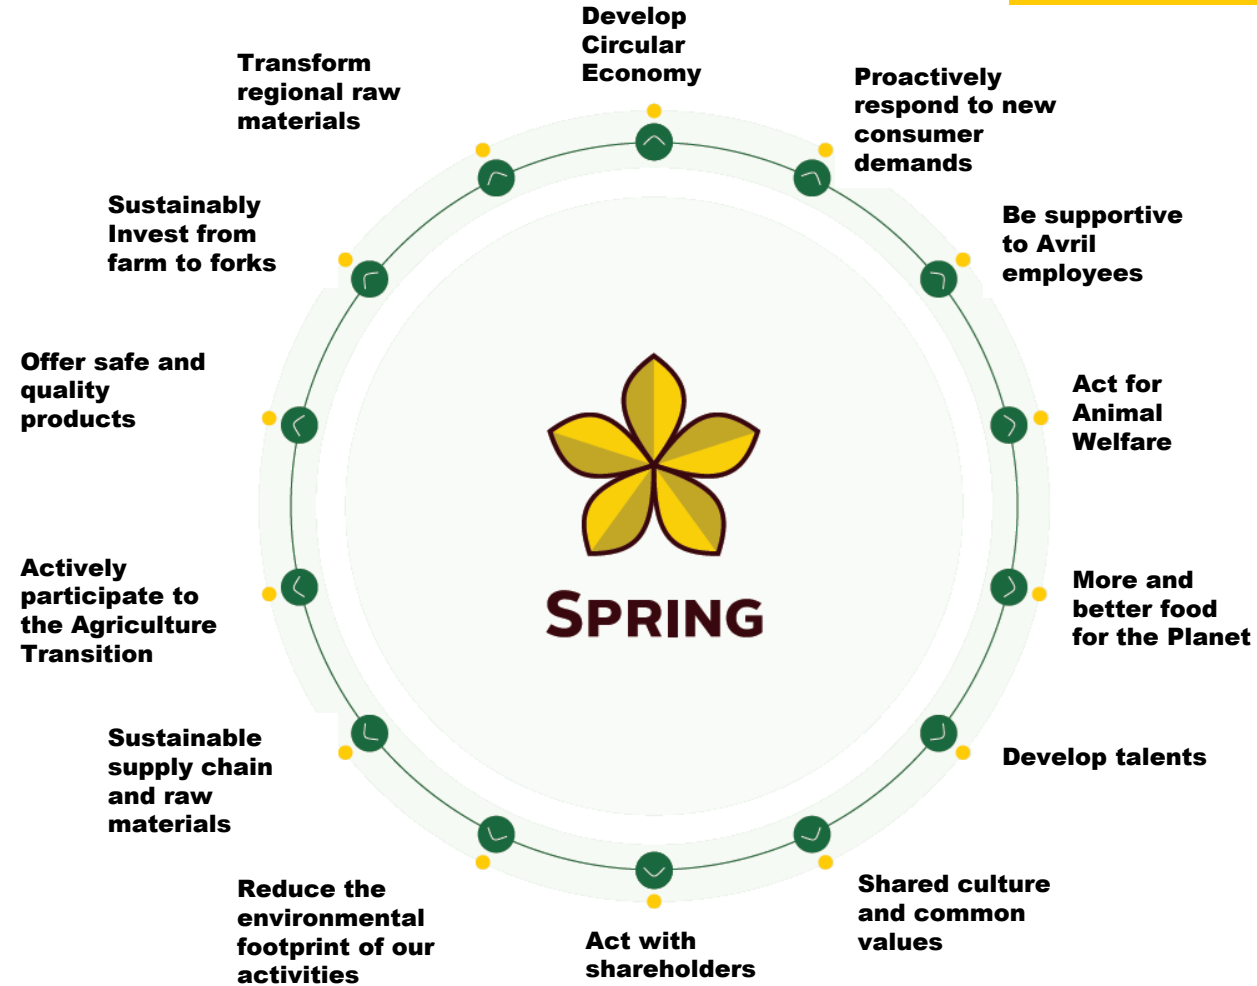 Develop
Circular
Economy
Proactively
respond to new
consumer
demands
Be supportive
to Avril
employees
Act for
Animal
Welfare
More and
better food
for the Planet
Develop talents
Shared culture
and common
values
Act with
shareholders
Reduce the
environmental
footprint of our
activities
Sustainable
supply chain
and raw
materials
Actively
participate to
the Agriculture
Transition
Offer safe and
quality
products
Sustainably
Invest from
farm to forks
Transform
regional raw
materials
SPRING